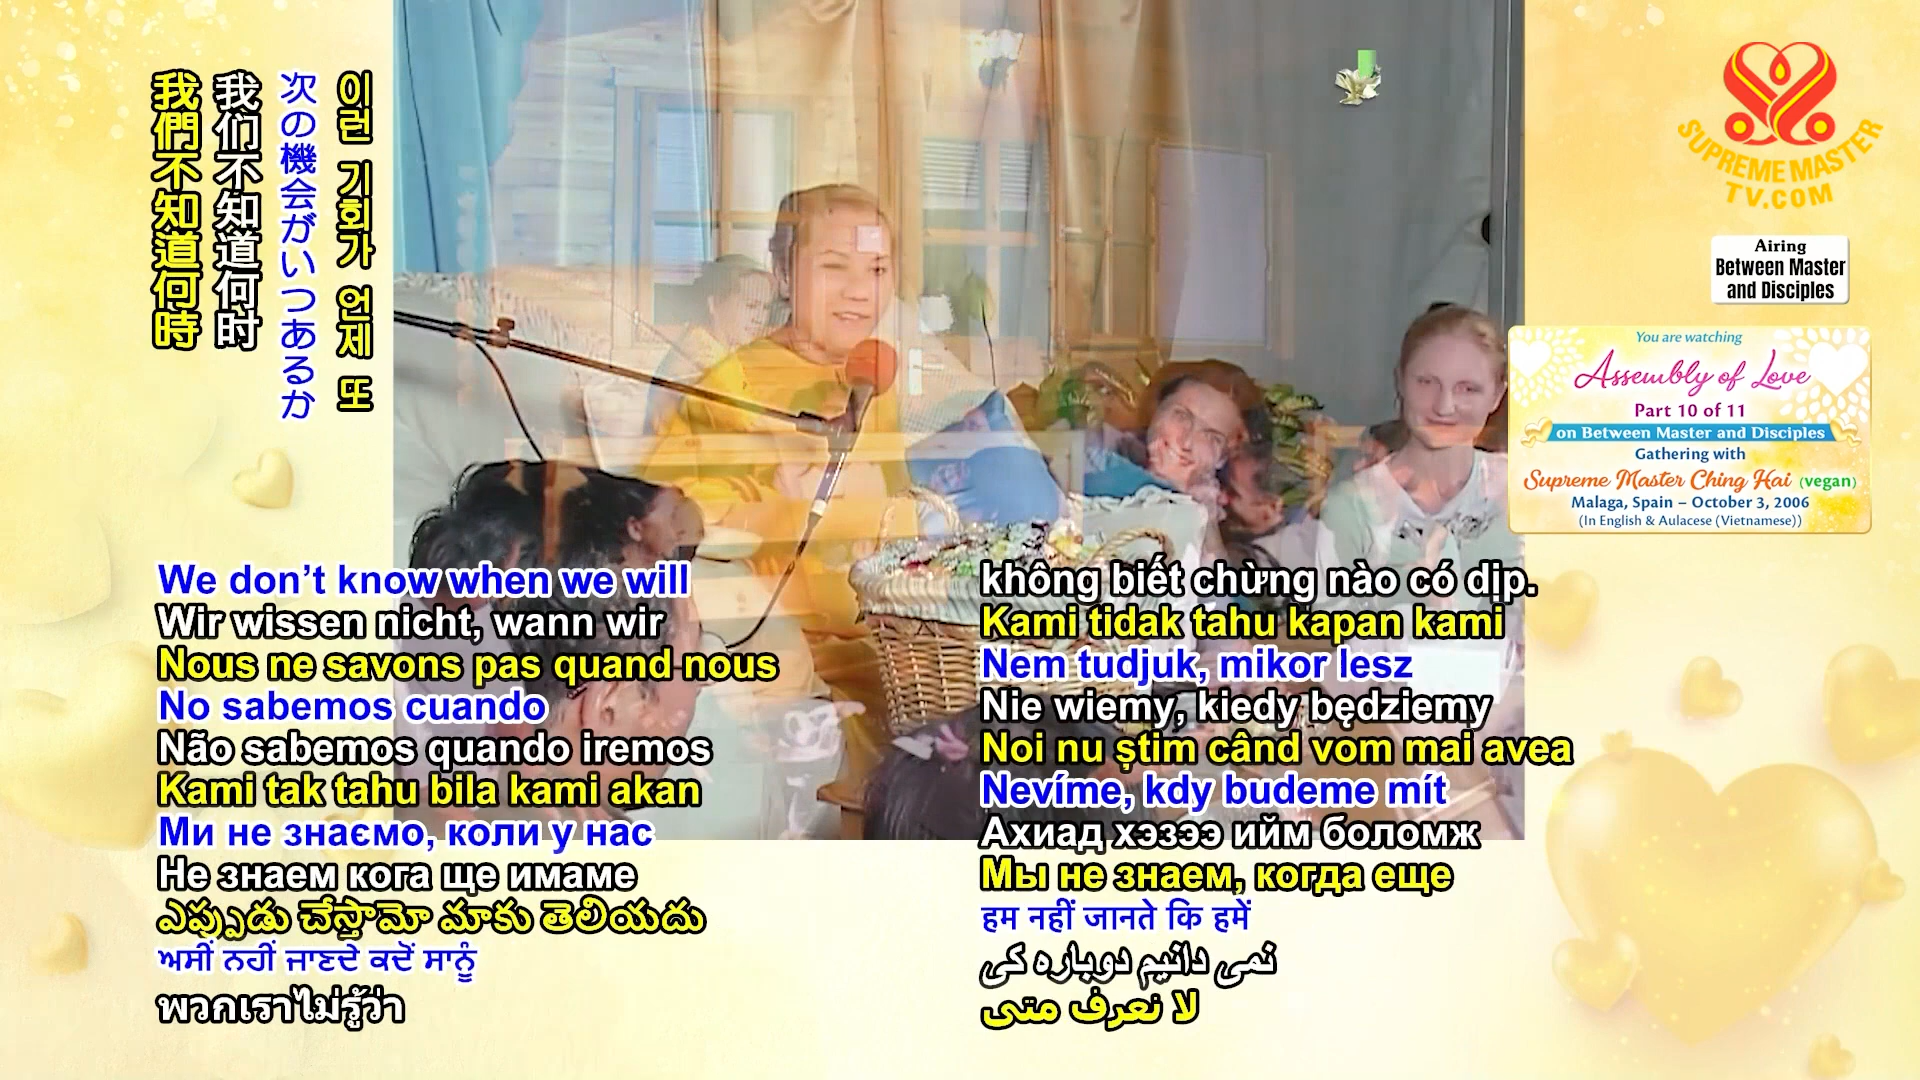 我們不知道何時
我们不知道何时
次の機会がいつあるか
이런 기회가 언제 또
SUPREME MASTER
TV.COM
Airing
Between Master
and Disciples
You are watching
Assembly of Love
Part 10 of 11
on Between Master and Disciples
Gathering with
Supreme Master Ching Hai (vegan)
Malaga, Spain – October 3, 2006
(In English & Aulacese (Vietnamese))
We don’t know when we will
Wir wissen nicht, wann wir
Nous ne savons pas quand nous
No sabemos cuando
Não sabemos quando iremos
Kami tak tahu bila kami akan
Ми не знаємо, коли у нас
Не знаем кога ще имаме
ఎప్పుడు చేస్తామో మాకు తెలియదు
ਅਸੀਂ ਨਹੀਂ ਜਾਣਦੇ ਕਦੋਂ ਸਾਨੂੰ
พวกเราไม่รู้ว่า
không biết chừng nào có dịp.
Kami tidak tahu kapan kami
Nem tudjuk, mikor lesz
Nie wiemy, kiedy będziemy
Noi nu știm când vom mai avea
Nevíme, kdy budeme mít
Ахиад хэзээ ийм боломж
Мы не знаем, когда еще
हम नहीं जानते कि हमें
نمی دانیم دوباره کی
لا نعرف متى